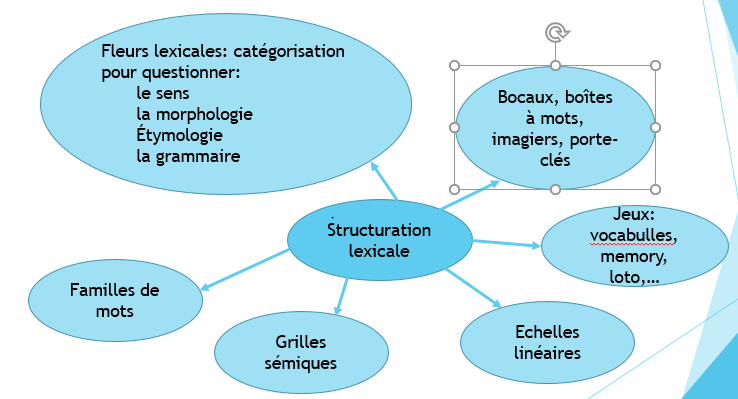 Fleurs lexicales: catégorisation
pour questionner:
le sens
la morphologie
Étymologie
la grammaire
Bocaux, boîtes
à mots,
imagiers, porte-
clés
Structuration
lexicale
Jeux:
vocabulles,
memory,
loto,...
Familles de
mots
Grilles
sémiques
Echelles
linéaires